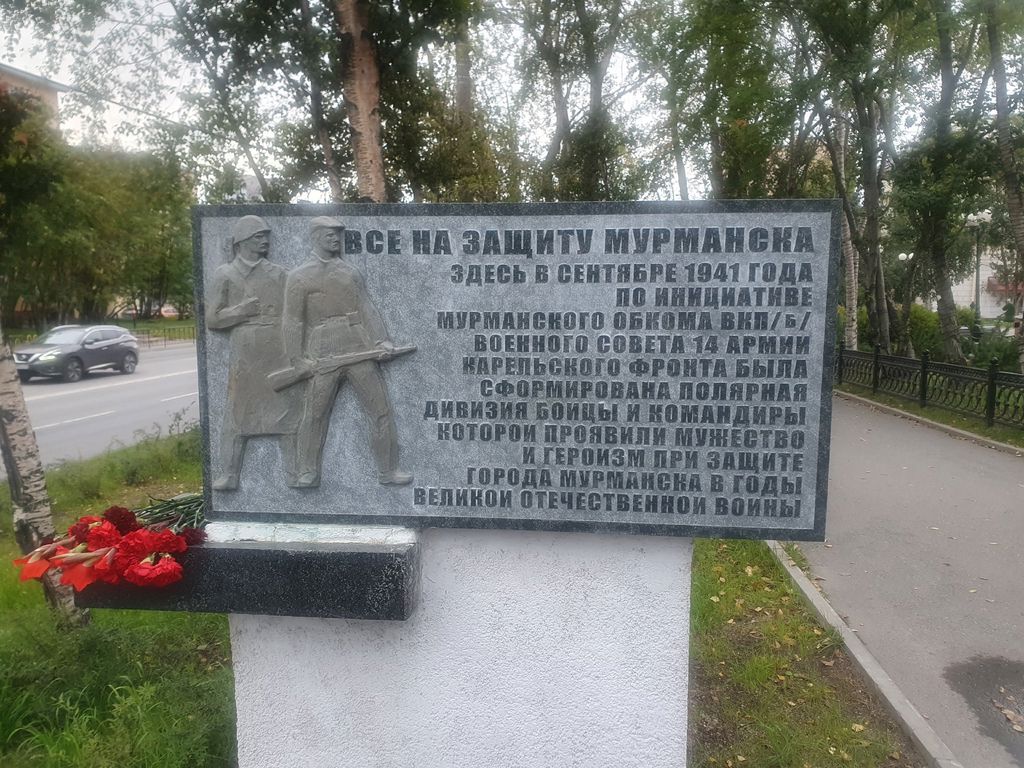 ВСЕ НА ЗАЩИТУ МУРМАНСКА
ЗДЕСЬ В СЕНТЯБРЕ 1941 ГОДА
ПО ИНИЦИАТИВЕ
МУРМАНСКОГО ОБКОМА ВКП/Б/
ВОЕННОГО СОВЕТА 14 АРМИИ
КАРЕЛЬСКОГО ФРОНТА БЫЛА
СФОРМИРОВАНА ПОЛЯРНАЯ
ДИВИЗИЯ БОЙЦЫ И КОМАНДИРЫ
КОТОРОЙ ПРОЯВИЛИ МУЖЕСТВО
И ГЕРОИЗМ ПРИ ЗАЩИТЕ
ГОРОДА МУРМАНСКА В ГОДЫ
ВЕЛИКОЙ ОТЕЧЕСТВЕННОЙ ВОЙНЫ